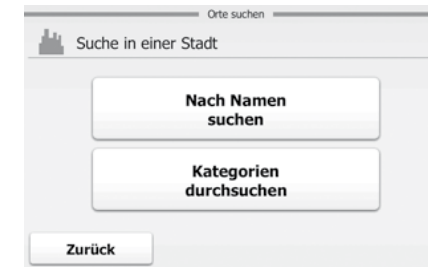 Orte suchen
Suche in einer Stadt
Nach Namen
suchen
Kategorien
durchsuchen
Zurück